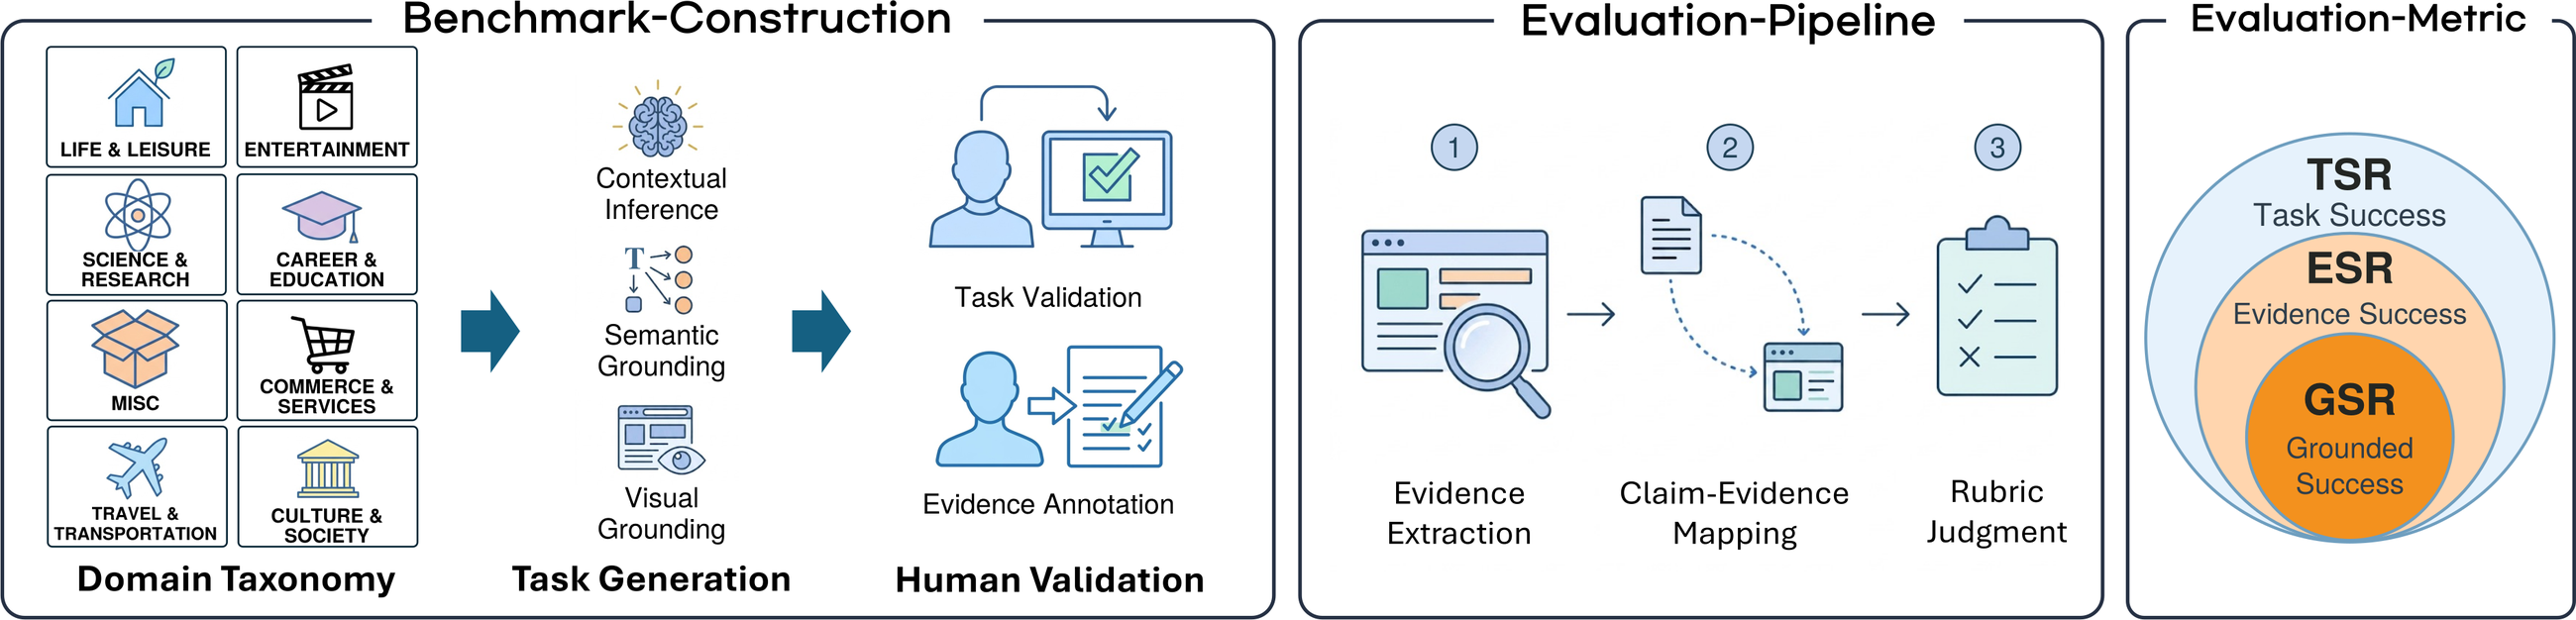 Benchmark-Construction
LIFE & LEISURE
ENTERTAINMENT
SCIENCE &
RESEARCH
CAREER &
EDUCATION
MISC
COMMERCE &
SERVICES
TRAVEL &
TRANSPORTATION
CULTURE &
SOCIETY
Domain Taxonomy
Contextual
Inference
T
Semantic
Grounding
Visual
Grounding
Task Generation
Task Validation
Evidence Annotation
Human Validation
Evaluation-Pipeline
1
Evidence
Extraction
2
Claim-Evidence
Mapping
3
Rubric
Judgment
Evaluation-Metric
TSR
Task Success
ESR
Evidence Success
GSR
Grounded
Success